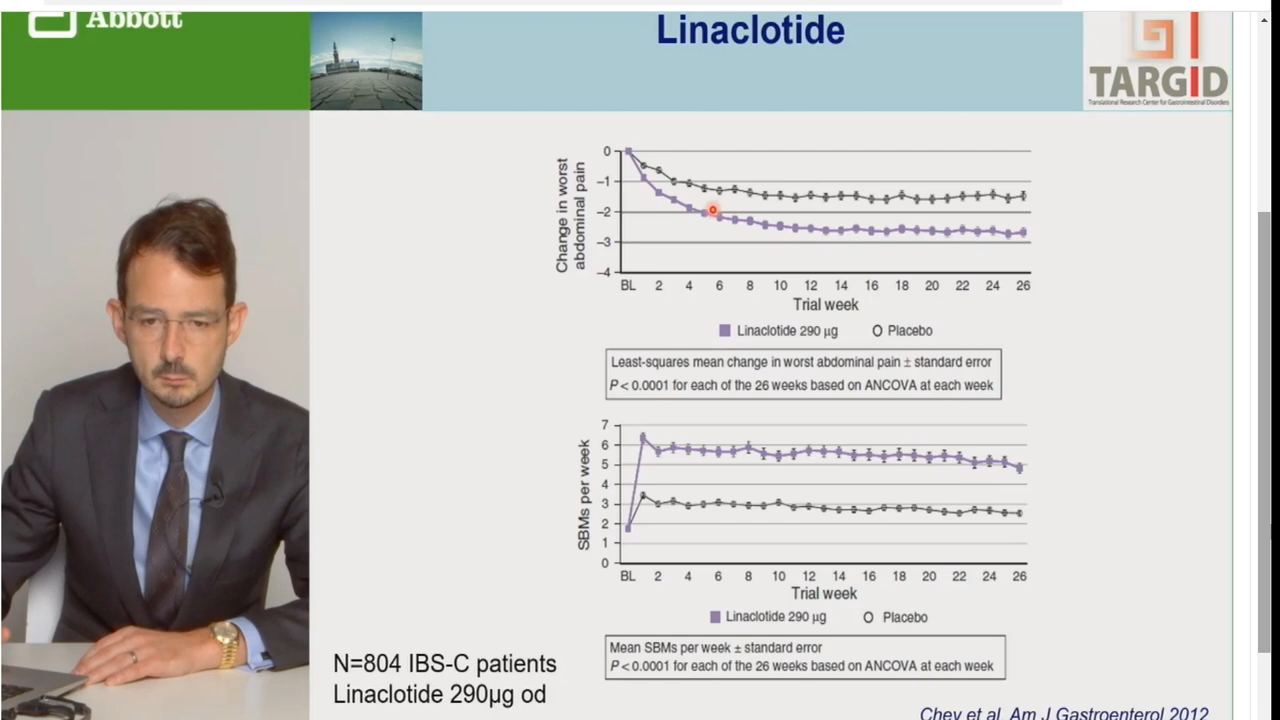 Abbott
Linaclotide
TARGID
Translational Research Center for Gastrointestinal Disorders
Change in worst
abdominal pain
0
–1
–2
–3
–4
BL 2 4 6 8 10 12 14 16 18 20 22 24 26
Trial week
Linaclotide 290 µg Placebo
Least-squares mean change in worst abdominal pain ± standard error
P < 0.0001 for each of the 26 weeks based on ANCOVA at each week
SBMs per week
7
6
5
4
3
2
1
0
BL 2 4 6 8 10 12 14 16 18 20 22 24 26
Trial week
Linaclotide 290 µg Placebo
Mean SBMs per week ± standard error
P < 0.0001 for each of the 26 weeks based on ANCOVA at each week
N=804 IBS-C patients
Linaclotide 290µg od
Chey et al, Am J Gastroenterol 2012